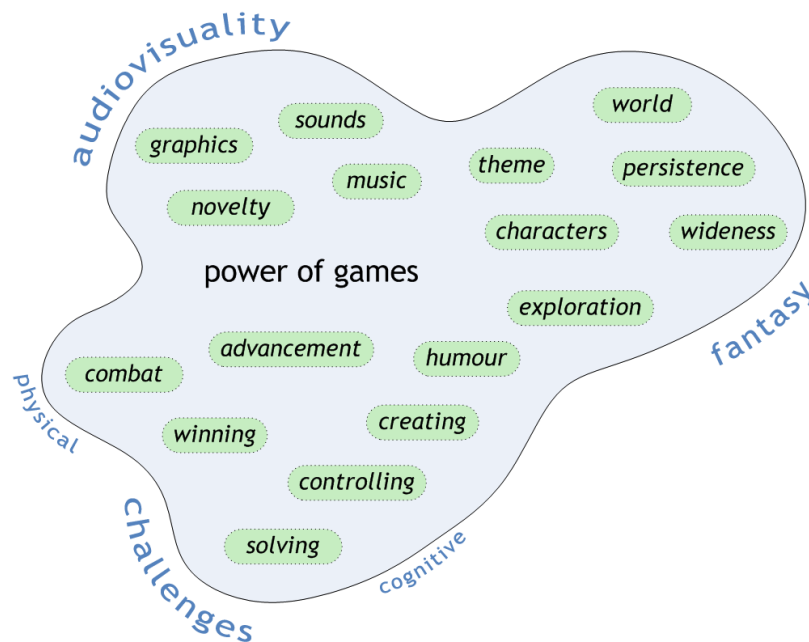 audiovisuality
sounds
world
graphics
music
theme
persistence
novelty
characters
wideness
power of games
exploration
fantasy
advancement
humour
combat
physical
winning
creating
controlling
challenges
solving
cognitive